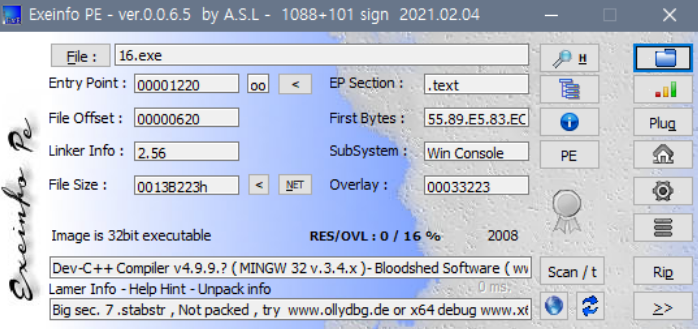 Exeinfo PE - ver.0.0.6.5 by A.S.L - 1088+101 sign 2021.02.04
File : 16.exe H
Entry Point : 00001220 oo < EP Section : .text
File Offset : 00000620 First Bytes : 55.89.E5.83.EC Plug
Linker Info : 2.56 SubSystem : Win Console PE
File Size : 0013B223h < NET Overlay : 00033223
Exeinfo Pe
Image is 32bit executable RES/OVL : 0 / 16 % 2008
Dev-C++ Compiler v4.9.9.? ( MINGW 32 v.3.4.x )- Bloodshed Software ( Scan / t Rip
Lamer Info - Help Hint - Unpack info 0 ms.
Big sec. 7 .stabstr , Not packed , try www.ollydbg.de or x64 debug www.x6 >>